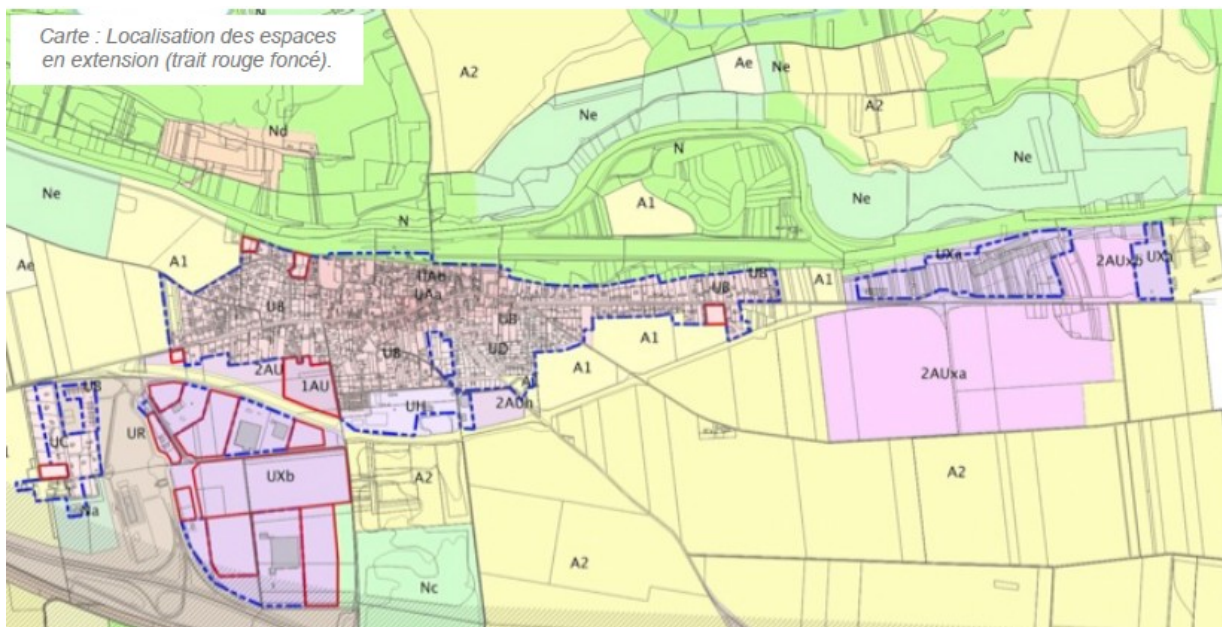 Carte : Localisation des espaces
en extension (trait rouge foncé).
N
A2
Ae
Ne
Ne
A2
Nd
N
Ne
Ne
Ne
A1
N
Ae
A1
UAb
UAa
UB
UB
UD
UB
UB
UB
A1
UXa
2AUxb
UXa
A1
A1
2AU
1AU
2AUh
UH
2AUxa
UB
UC
UR
UXb
A2
A2
A2
Nc